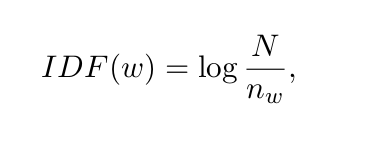 IDF(w) = log N/n_w,